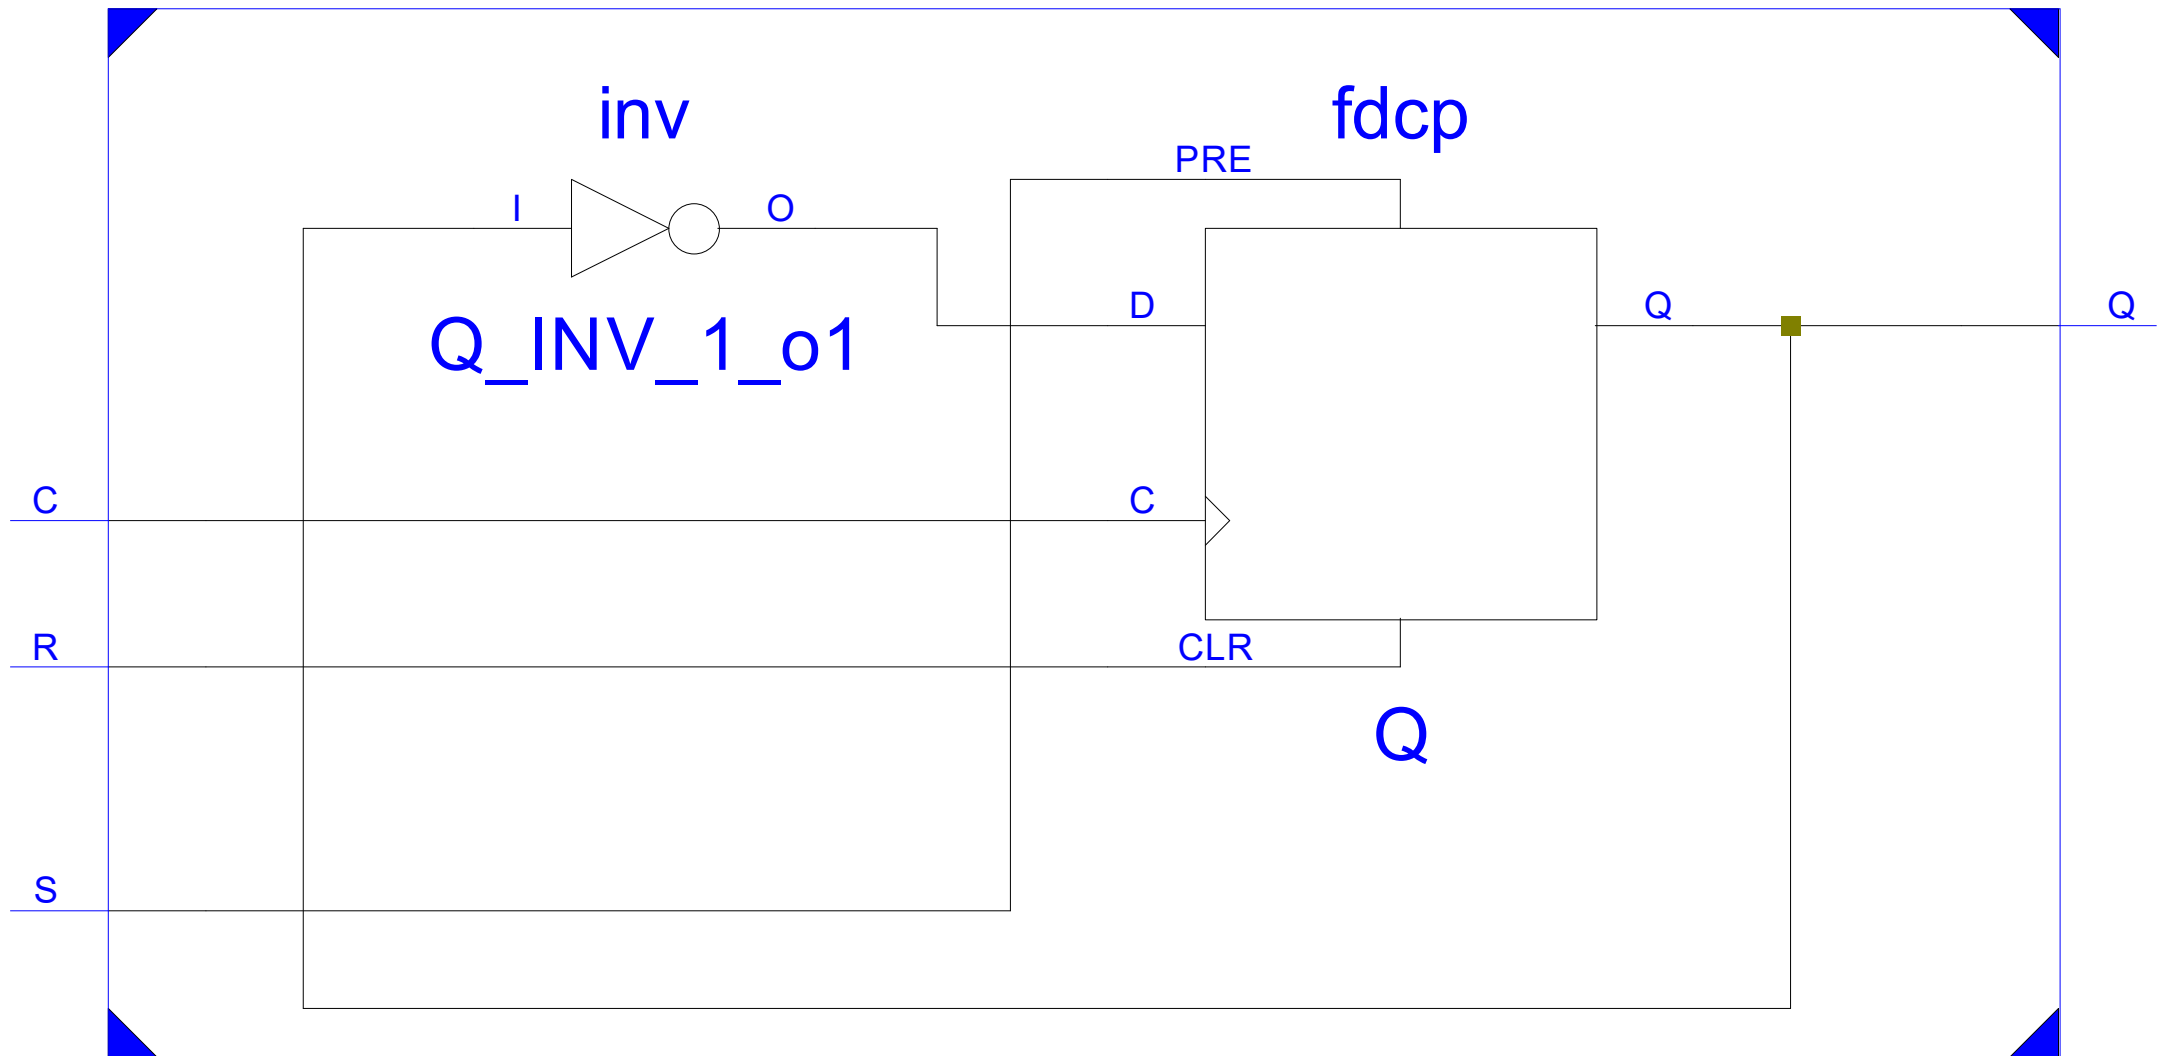 inv
fdcp
PRE
I
O
D
Q
Q
Q_INV_1_o1
C
C
R
CLR
Q
S